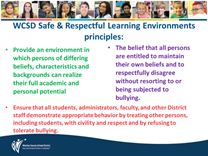 WCSD Safe & Respectful Learning Environments
principles:
• Provide an environment in
which persons of differing
beliefs, characteristics and
backgrounds can realize
their full academic and
personal potential
• The belief that all persons
are entitled to maintain
their own beliefs and to
respectfully disagree
without resorting to or
being subjected to
bullying.
• Ensure that all students, administrators, faculty, and other District
staff demonstrate appropriate behavior by treating other persons,
including students, with civility and respect and by refusing to
tolerate bullying.